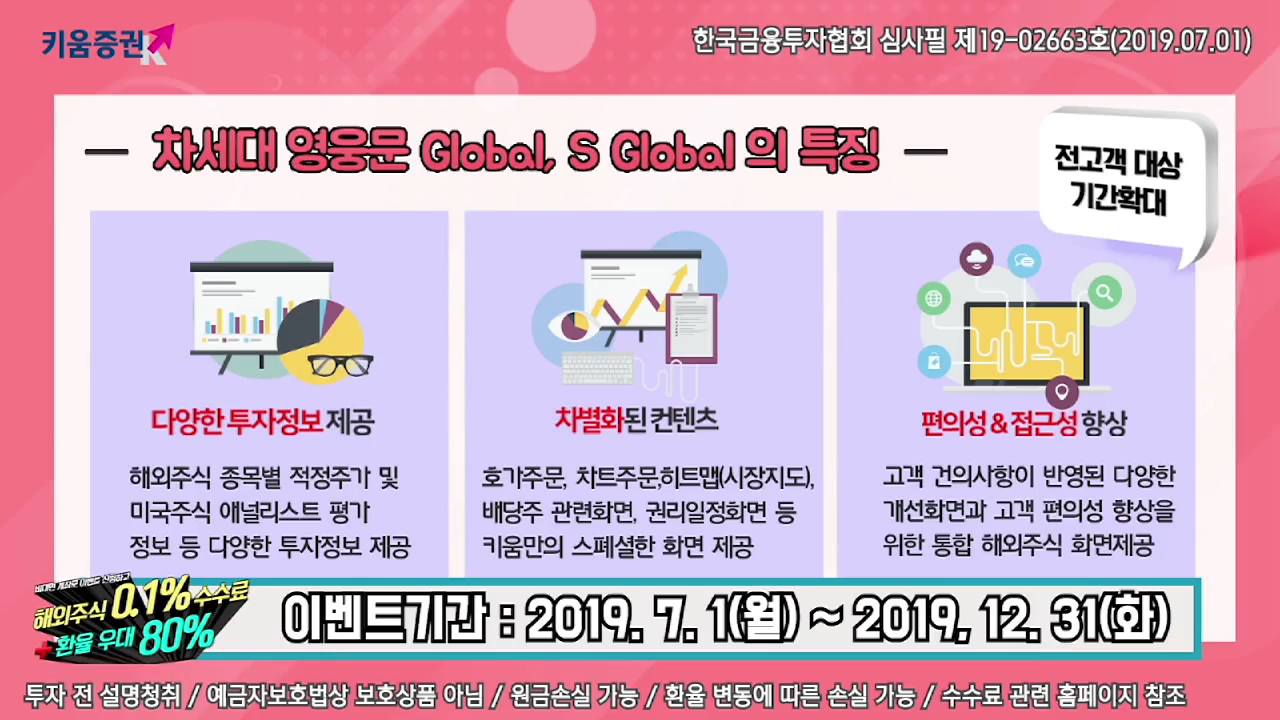 키움증권
한국금융투자협회 심사필 제19-02663호(2019.07.01)
차세대 영웅문 Global, S Global 의 특징
전고객 대상
기간확대
다양한 투자정보 제공
해외주식 종목별 적정주가 및
미국주식 애널리스트 평가
정보 등 다양한 투자정보 제공
차별화된 컨텐츠
호가주문, 차트주문,히트맵(시장지도),
배당주 관련화면, 권리일정화면 등
키움만의 스페셜한 화면 제공
편의성 & 접근성 향상
고객 건의사항이 반영된 다양한
개선화면과 고객 편의성 향상을
위한 통합 해외주식 화면제공
비대면 계좌로 이벤트 신청하고
해외주식 0.1% 수수료
+환율 우대 80%
이벤트기간 : 2019. 7. 1(월) ~ 2019, 12. 31(화)
투자 전 설명청취 / 예금자보호법상 보호상품 아님 / 원금손실 가능 / 환율 변동에 따른 손실 가능 / 수수료 관련 홈페이지 참조